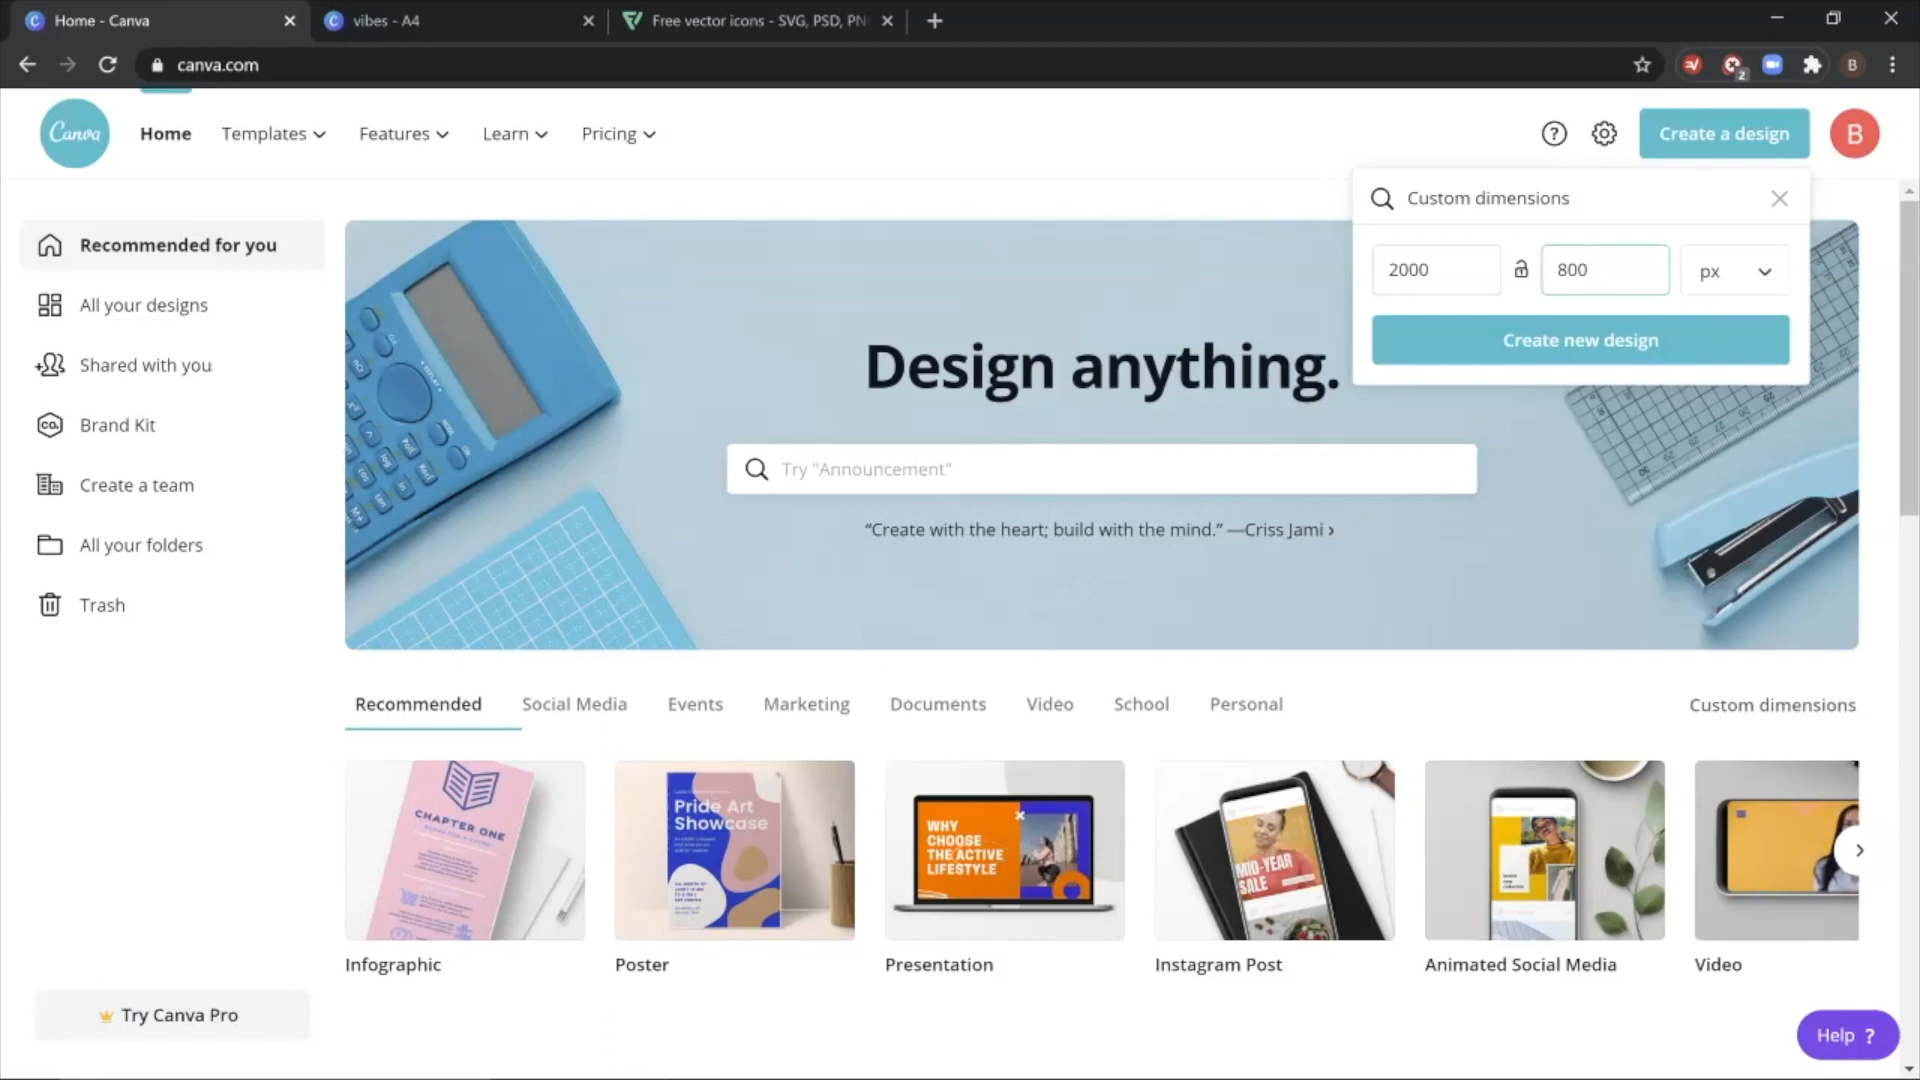 Home - Canva
vibes - A4
Free vector icons - SVG, PSD, PN
canva.com
2
B
Canva
Home
Templates
Features
Learn
Pricing
?
Create a design
B
Custom dimensions
2000
800
px
Create new design
Recommended for you
All your designs
Shared with you
CO.
Brand Kit
Create a team
All your folders
Trash
Design anything.
Try "Announcement"
“Create with the heart; build with the mind.” —Criss Jami ›
Recommended
Social Media
Events
Marketing
Documents
Video
School
Personal
Custom dimensions
CHAPTER ONE
Pride Art
Showcase
WHY
CHOOSE
THE ACTIVE
LIFESTYLE
MID-YEAR
SALE
Infographic
Poster
Presentation
Instagram Post
Animated Social Media
Video
Try Canva Pro
Help ?